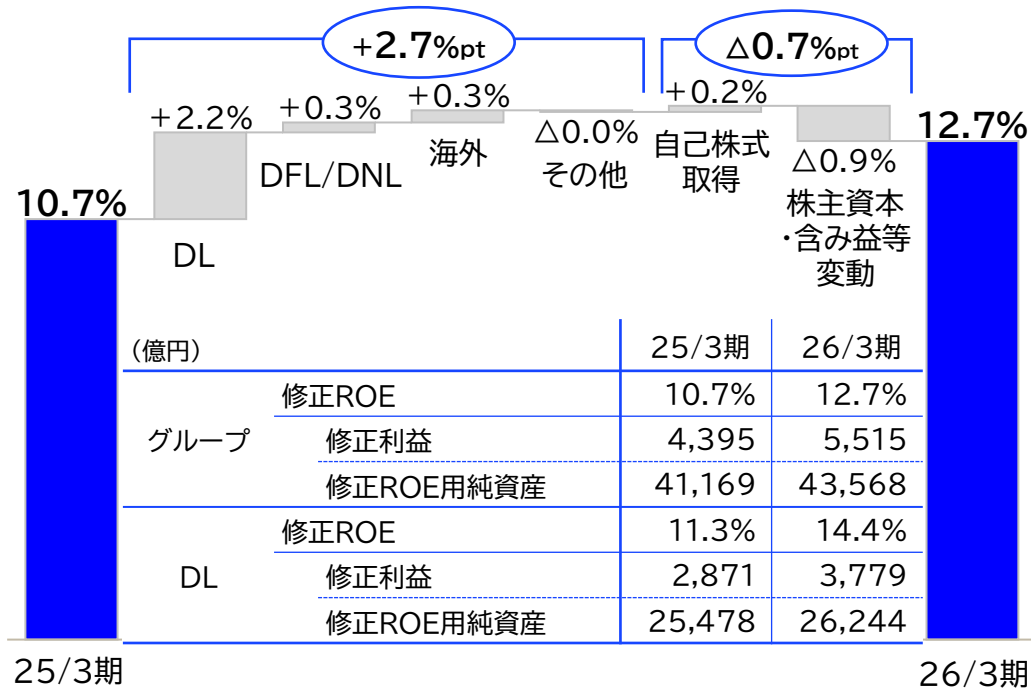 +2.7%pt
△0.7%pt
10.7%
+2.2%
DL
+0.3%
DFL/DNL
+0.3%
海外
△0.0%
その他
+0.2%
自己株式
取得
△0.9%
株主資本
・含み益等
変動
12.7%
(億円) 25/3期 26/3期
グループ
修正ROE 10.7% 12.7%
修正利益 4,395 5,515
修正ROE用純資産 41,169 43,568
DL
修正ROE 11.3% 14.4%
修正利益 2,871 3,779
修正ROE用純資産 25,478 26,244
25/3期
26/3期